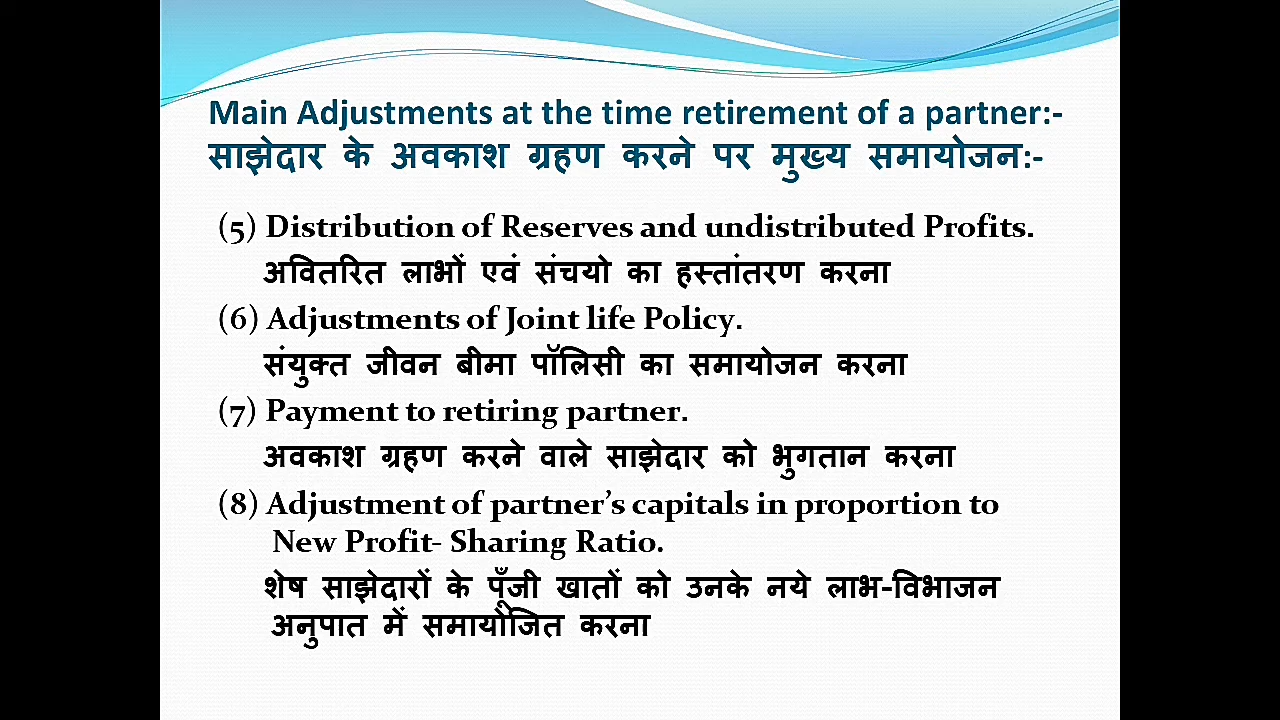 Main Adjustments at the time retirement of a partner:-
साझेदार के अवकाश ग्रहण करने पर मुख्य समायोजन:-
(5) Distribution of Reserves and undistributed Profits.
अवितरित लाभों एवं संचयो का हस्तांतरण करना
(6) Adjustments of Joint life Policy.
संयुक्त जीवन बीमा पॉलिसी का समायोजन करना
(7) Payment to retiring partner.
अवकाश ग्रहण करने वाले साझेदार को भुगतान करना
(8) Adjustment of partner’s capitals in proportion to
New Profit- Sharing Ratio.
शेष साझेदारों के पूँजी खातों को उनके नये लाभ-विभाजन
अनुपात में समायोजित करना